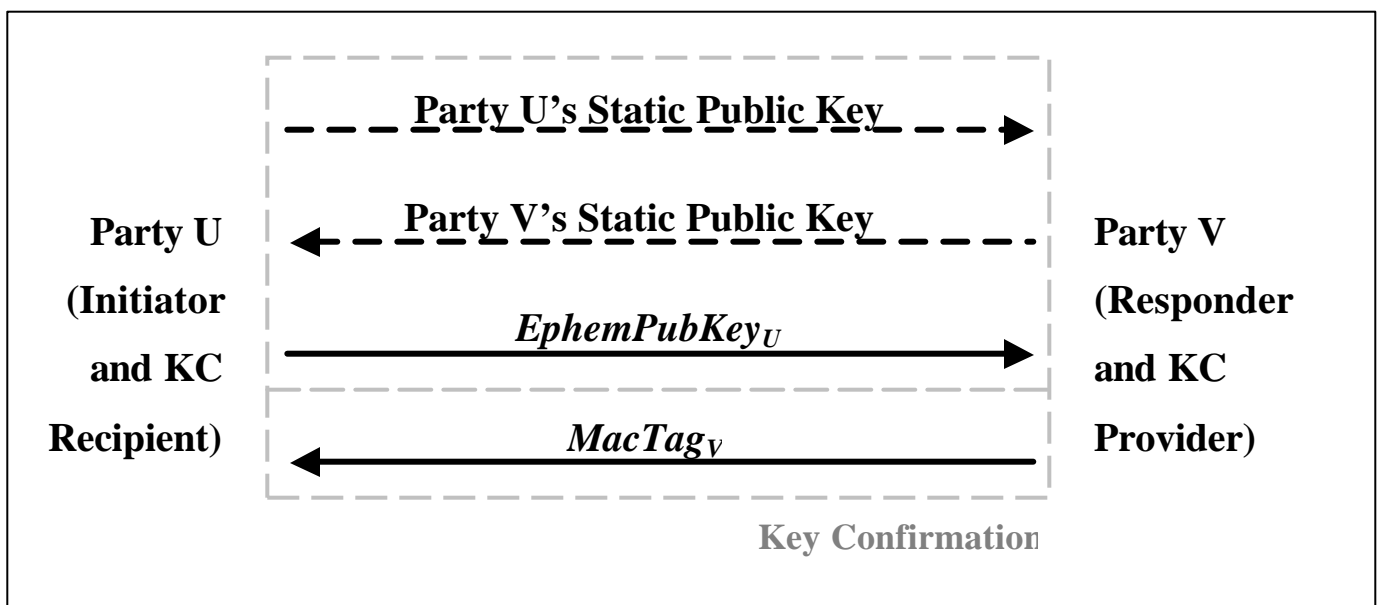 Party U’s Static Public Key
Party V’s Static Public Key
Party U
(Initiator
and KC
Recipient)
EphemPubKeyU
MacTagV
Party V
(Responder
and KC
Provider)
Key Confirmation